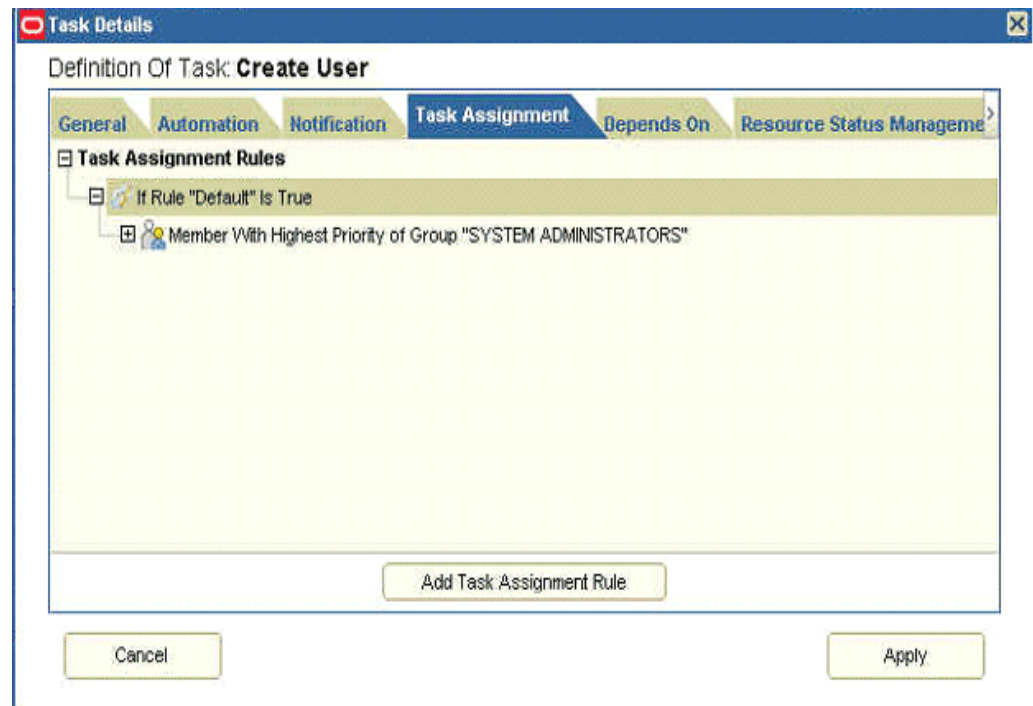 Task Details
Definition Of Task: Create User
General Automation Notification Task Assignment Depends On Resource Status Manageme
Task Assignment Rules
If Rule "Default" Is True
Member With Highest Priority of Group "SYSTEM ADMINISTRATORS"
Add Task Assignment Rule
Cancel Apply